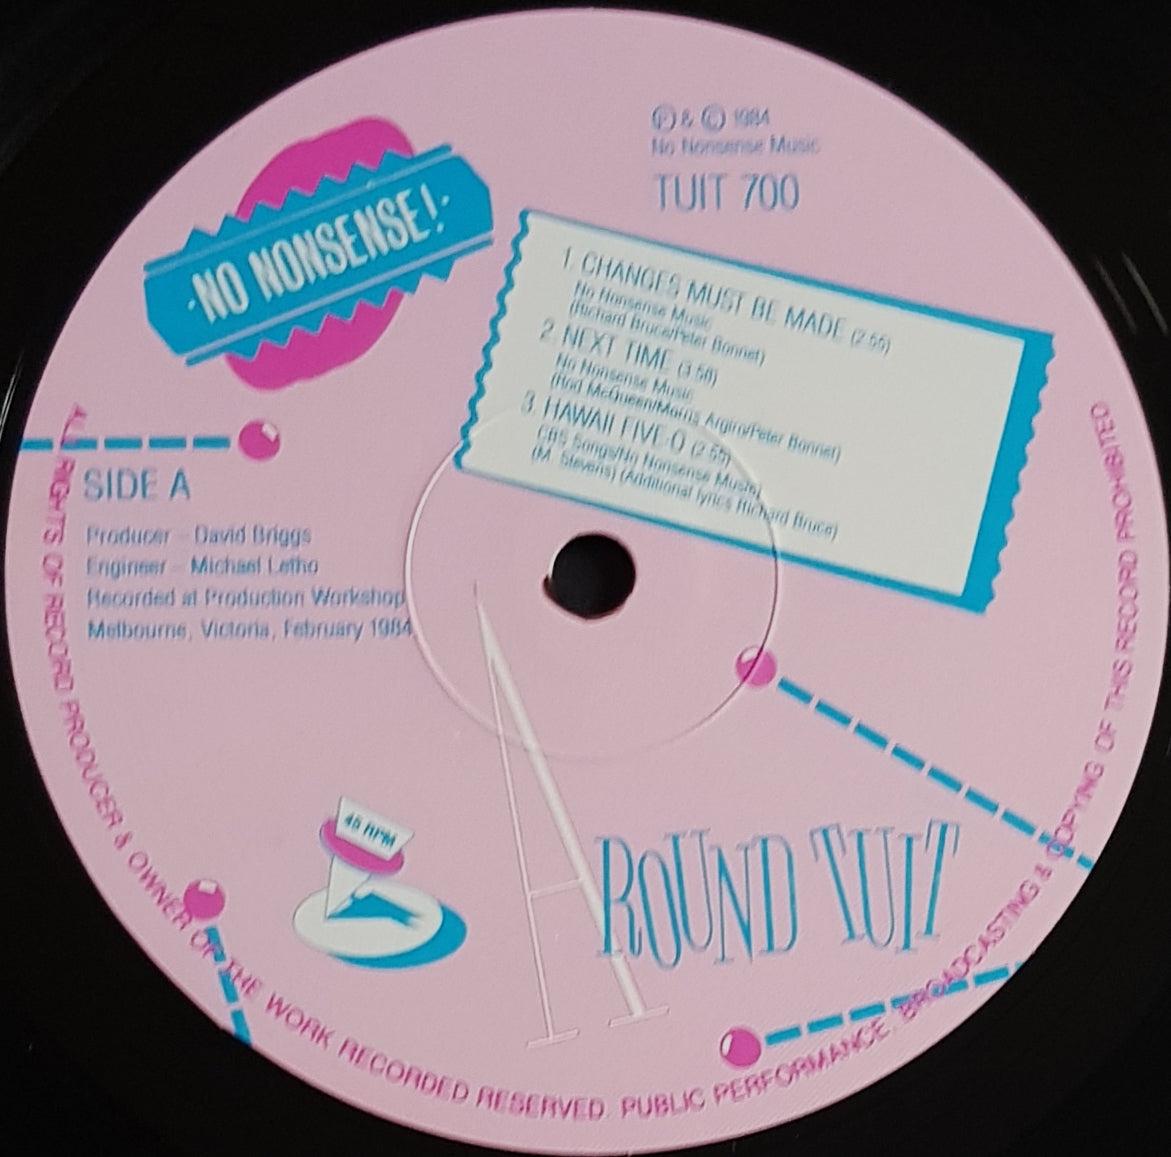 ·NO NONSENSE!·
Ⓟ & © 1984
No Nonsense Music
TUIT 700
1. CHANGES MUST BE MADE (2:55)
No Nonsense Music
(Richard Bruce/Peter Bonnet)
2. NEXT TIME (3:58)
No Nonsense Music
(Rod McQueen/Morris Argiro/Peter Bonnet)
3. HAWAII FIVE-O (2:55)
CBS Songs/No Nonsense Music
(M. Stevens) (Additional lyrics Richard Bruce)
SIDE A
Producer – David Briggs
Engineer – Michael Letho
Recorded at Production Workshop
Melbourne, Victoria, February 1984
45 RPM
A ROUND TUIT
ALL RIGHTS OF RECORD PRODUCER & OWNER OF THE WORK RECORDED RESERVED. PUBLIC PERFORMANCE, BROADCASTING & COPYING OF THIS RECORD PROHIBITED